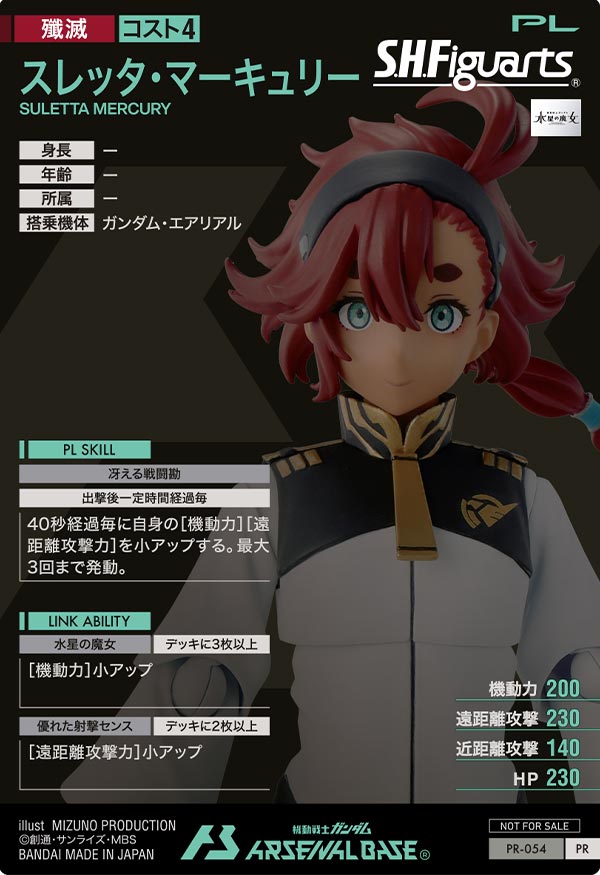 殲滅 コスト4
PL
スレッタ・マーキュリー
S.H.Figuarts®
SULETTA MERCURY
水星の魔女
身長 ー
年齢 ー
所属 ー
搭乗機体 ガンダム・エアリアル
PL SKILL
冴える戦闘勘
出撃後一定時間経過毎
40秒経過毎に自身の[機動力][遠
距離攻撃力]を小アップする。最大
3回まで発動。
LINK ABILITY
水星の魔女 デッキに3枚以上
[機動力]小アップ
優れた射撃センス デッキに2枚以上
[遠距離攻撃力]小アップ
機動力 200
遠距離攻撃 230
近距離攻撃 140
HP 230
illust MIZUNO PRODUCTION
©創通・サンライズ・MBS
BANDAI MADE IN JAPAN
機動戦士ガンダム
AB ARSENAL BASE®
NOT FOR SALE
PR-054 PR